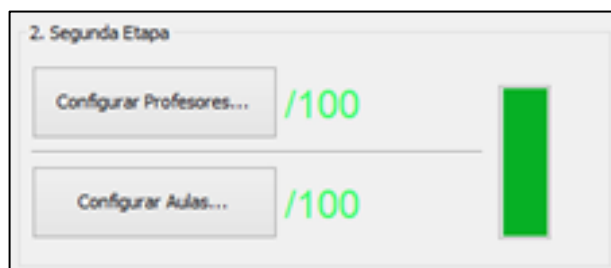 2. Segunda Etapa
Configurar Profesores... /100
Configurar Aulas... /100